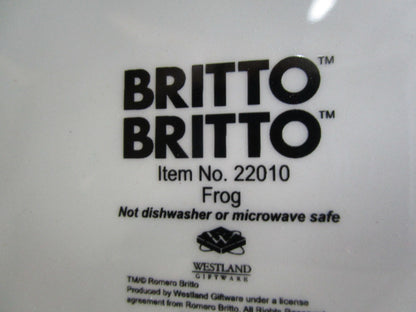 BRITTO™
BRITTO™
Item No. 22010
Frog
Not dishwasher or microwave safe
WESTLAND
GIFTWARE
TM/© Romero Britto
Produced by Westland Giftware under a license
agreement from Romero Britto. All Rights Reserved